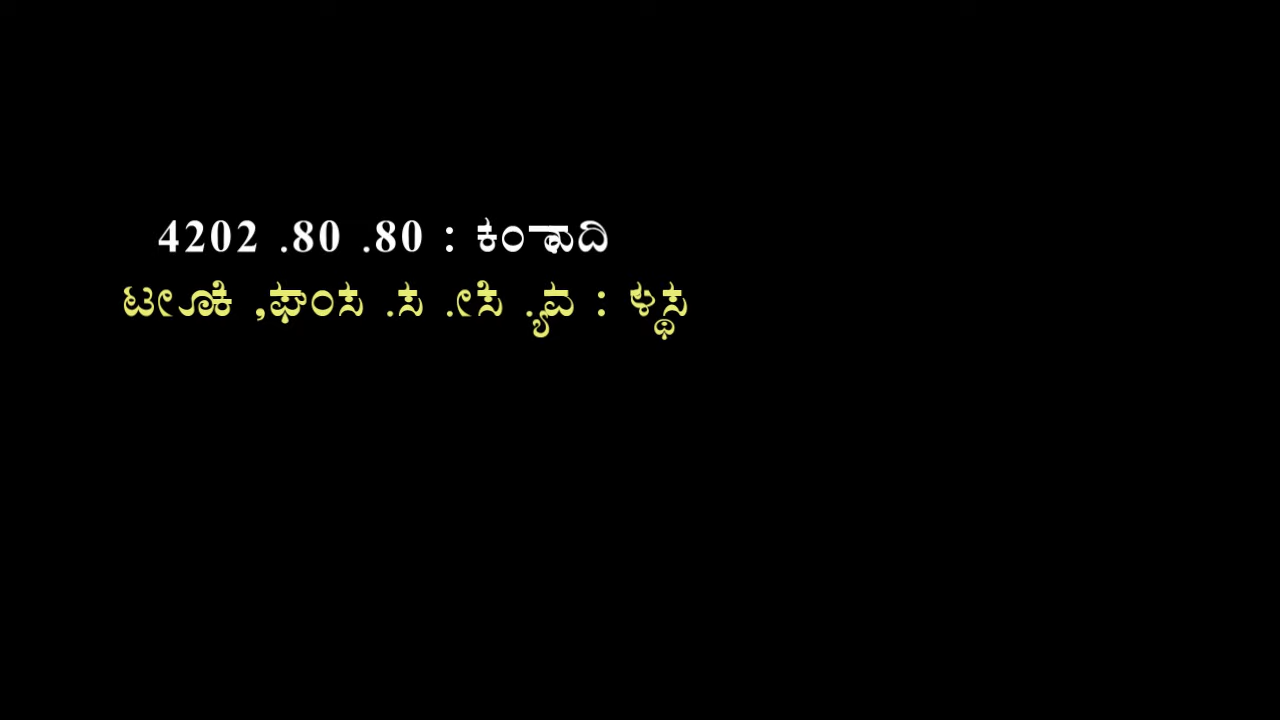 4202 .80 .80 : ಕಂಾವಿದಿ
ಟೀೂಕೆ ,ಘಾಂಸ .ಸ .ೀಸೆ .ವ್ಯ : ಳಸ್ಥ